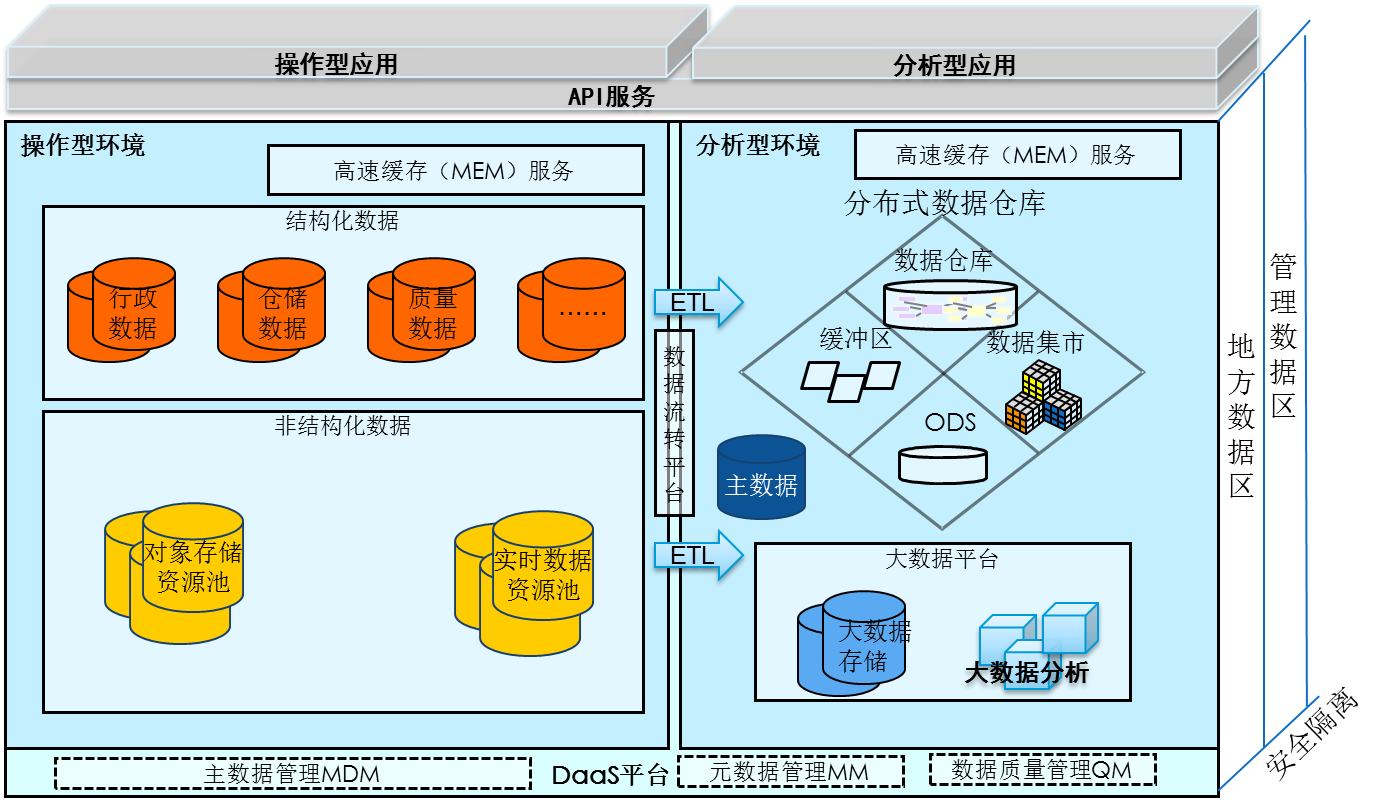 操作型应用
分析型应用
API服务
操作型环境
高速缓存（MEM）服务
结构化数据
行政
数据
仓储
数据
质量
数据
……
非结构化数据
对象存储
资源池
实时数据
资源池
ETL
数据流转平台
ETL
分析型环境
高速缓存（MEM）服务
分布式数据仓库
数据仓库
缓冲区
数据集市
ODS
主数据
大数据平台
大数据
存储
大数据分析
地方数据区
管理数据区
安全隔离
主数据管理MDM
DaaS平台
元数据管理MM
数据质量管理QM